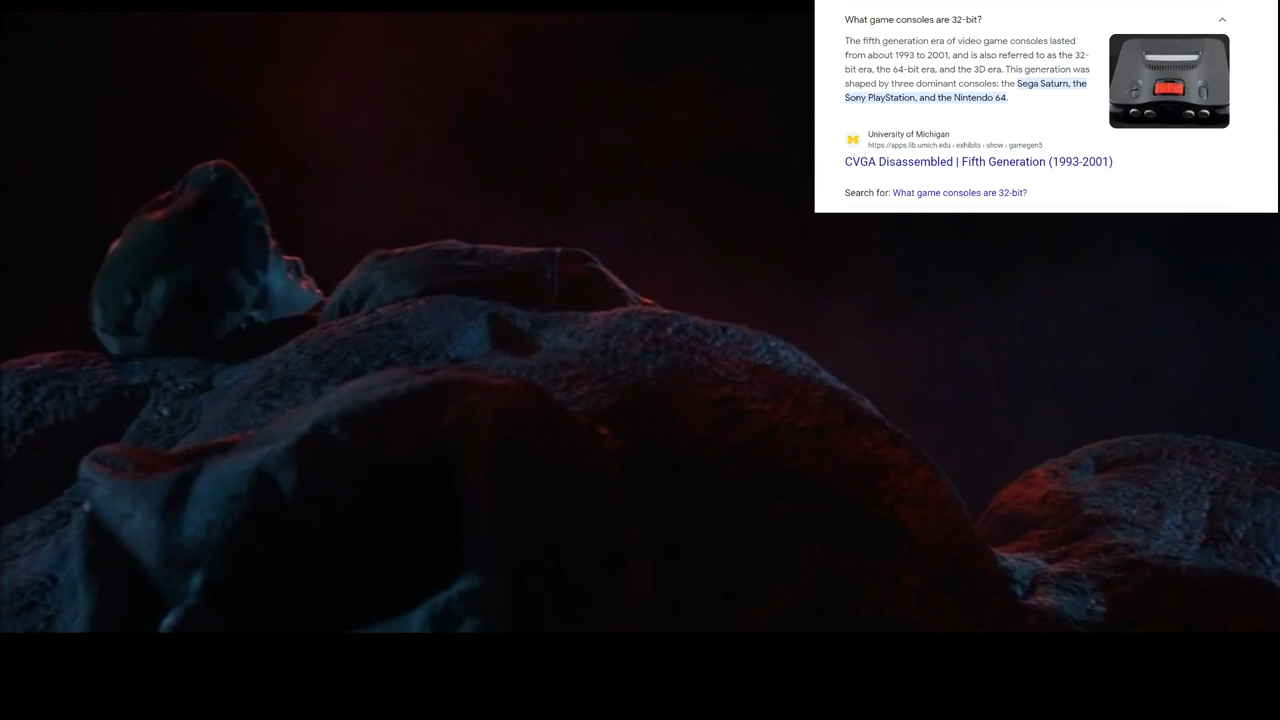 What game consoles are 32-bit?
The fifth generation era of video game consoles lasted
from about 1993 to 2001, and is also referred to as the 32-
bit era, the 64-bit era, and the 3D era. This generation was
shaped by three dominant consoles: the Sega Saturn, the
Sony PlayStation, and the Nintendo 64.
University of Michigan
https://apps.lib.umich.edu › exhibits › show › gamegen5
CVGA Disassembled | Fifth Generation (1993-2001)
Search for: What game consoles are 32-bit?